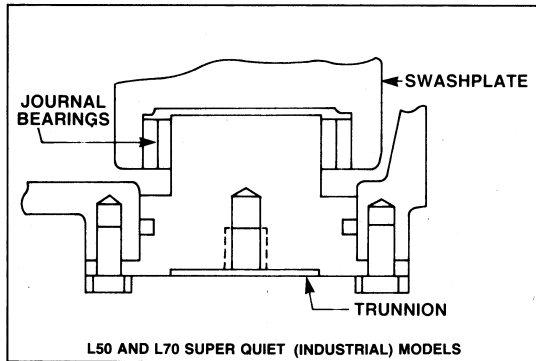 SWASHPLATE
JOURNAL
BEARINGS
TRUNNION
L50 AND L70 SUPER QUIET (INDUSTRIAL) MODELS